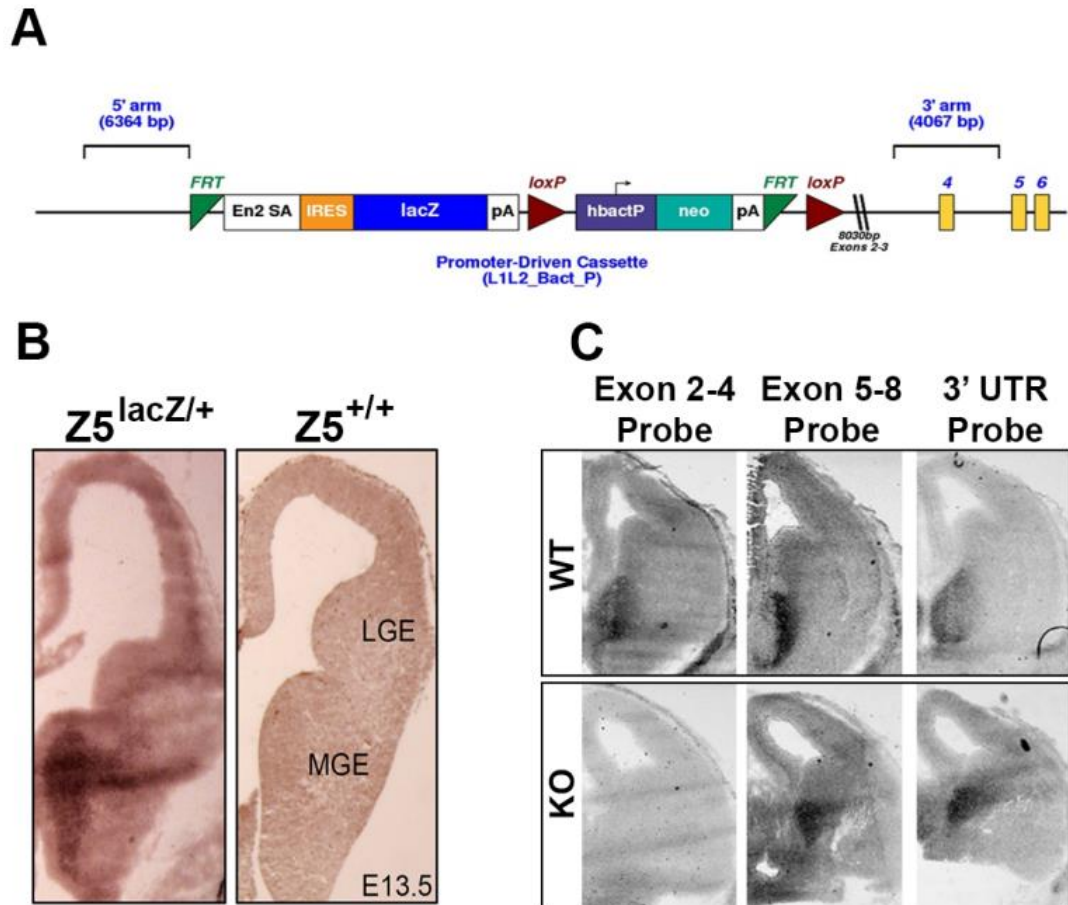 A
5' arm
(6364 bp)
3' arm
(4067 bp)
FRT
loxP
FRT
loxP
4
5
6
En2 SA
IRES
lacZ
pA
hbactP
neo
pA
8030bp
Exons 2-3
Promoter-Driven Cassette
(L1L2_Bact_P)
B
Z5lacZ/+
Z5+/+
LGE
MGE
E13.5
C
Exon 2-4
Probe
Exon 5-8
Probe
3' UTR
Probe
WT
KO